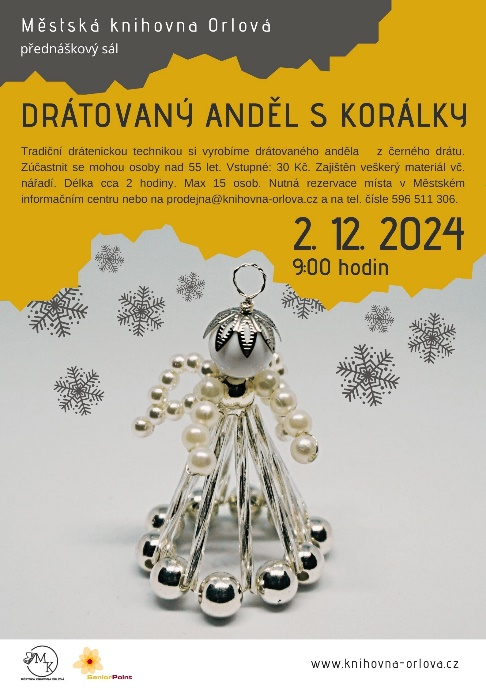 Městská knihovna Orlová
přednáškový sál
DRÁTOVANÝ ANDĚL S KORÁLKY
Tradiční drátenickou technikou si vyrobíme drátovaného anděla z černého drátu.
Zúčastnit se mohou osoby nad 55 let. Vstupné: 30 Kč. Zajištěn veškerý materiál vč.
nářadí. Délka cca 2 hodiny. Max 15 osob. Nutná rezervace místa v Městském
informačním centru nebo na prodejna@knihovna-orlova.cz a na tel. čísle 596 511 306.
2. 12. 2024
9:00 hodin
MK
MĚSTSKÁ KNIHOVNA ORLOVÁ
SeniorPoint
www.knihovna-orlova.cz